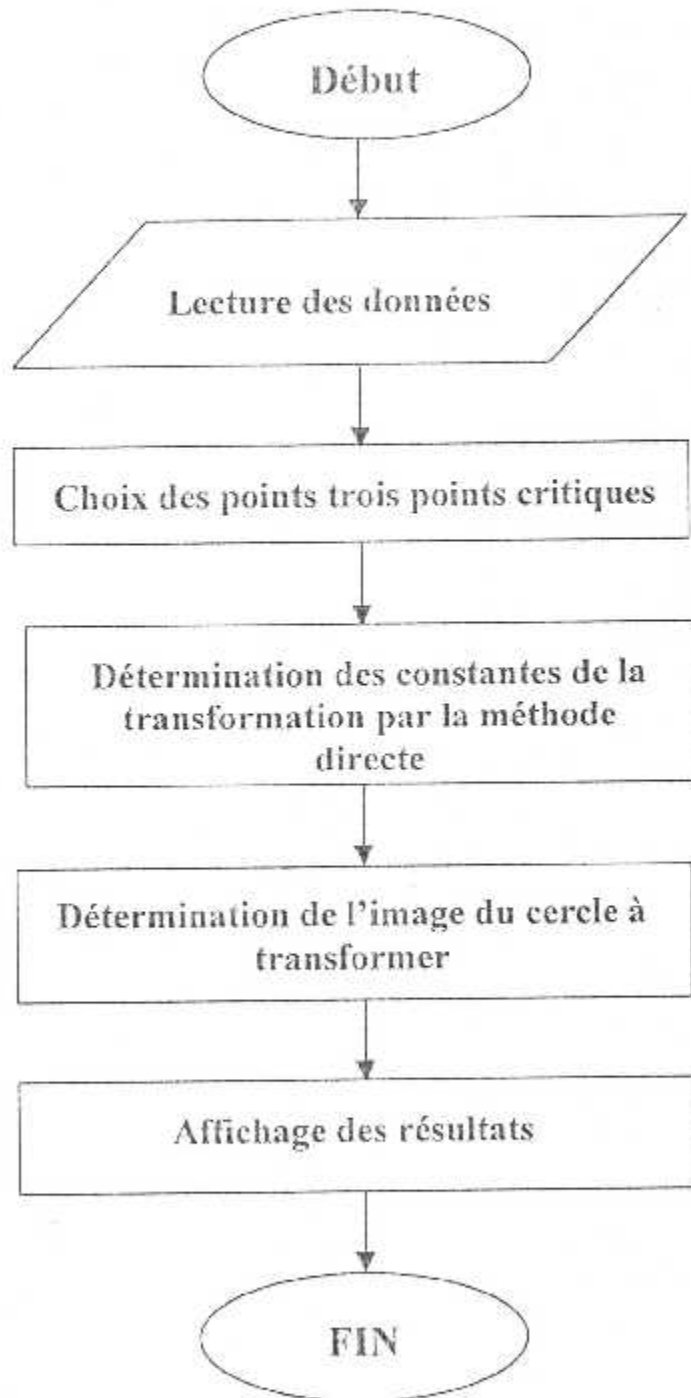 Début
Lecture des données
Choix des points trois points critiques
Détermination des constantes de la
transformation par la méthode
directe
Détermination de l'image du cercle à
transformer
Affichage des résultats
FIN